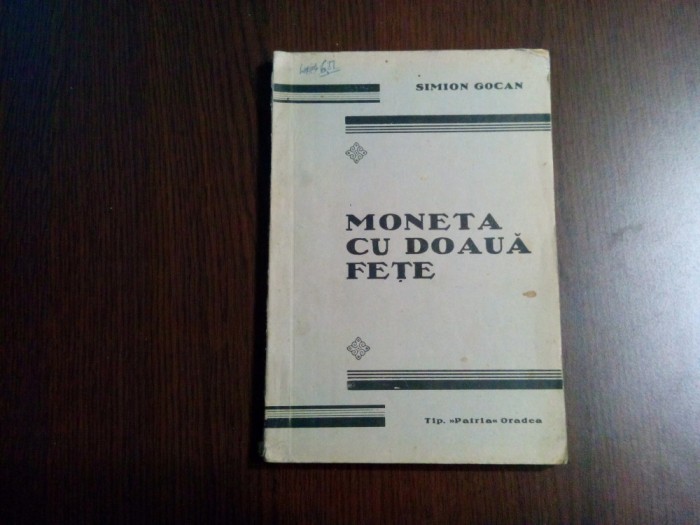 SIMION GOCAN
MONETA
CU DOAUĂ
FEȚE
Tip. »Patria« Oradea